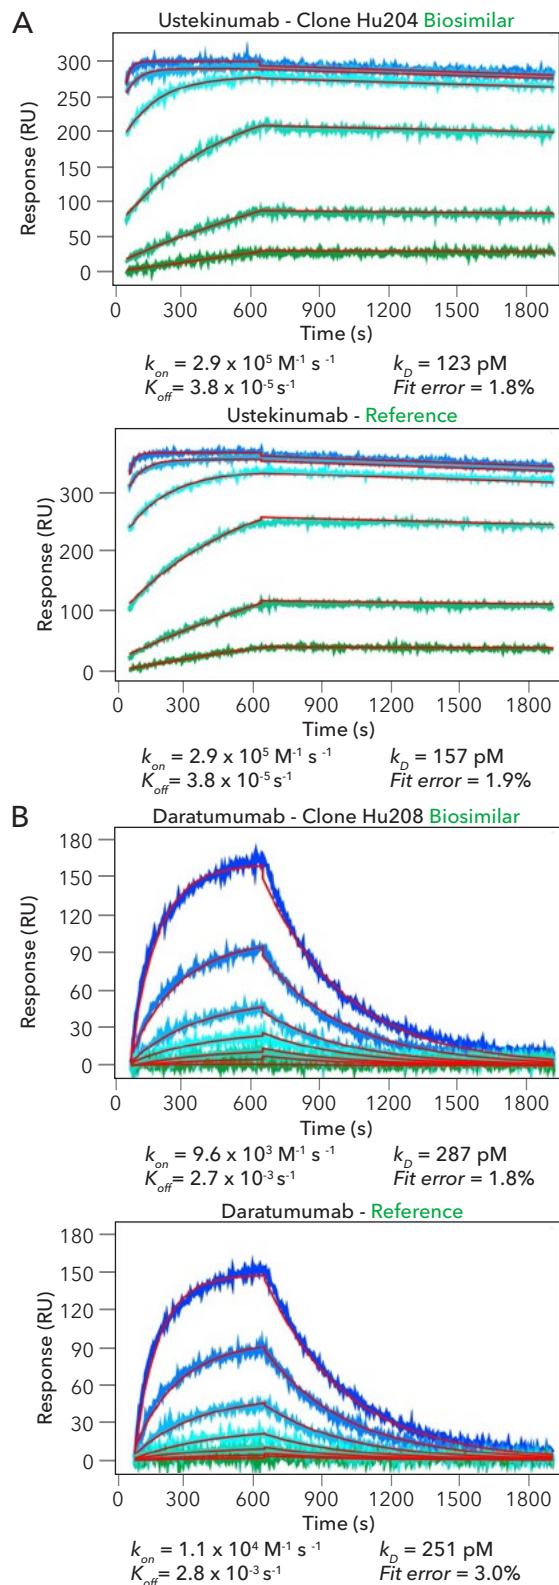 A
Ustekinumab - Clone Hu204 Biosimilar
Response (RU)
300
250
200
150
100
50
0
0 300 600 900 1200 1500 1800
Time (s)
kon = 2.9 x 10⁵ M⁻¹ s ⁻¹ kD = 123 pM
Koff= 3.8 x 10⁻⁵ s⁻¹ Fit error = 1.8%
Ustekinumab - Reference
Response (RU)
300
200
100
0
0 300 600 900 1200 1500 1800
Time (s)
kon = 2.9 x 10⁵ M⁻¹ s ⁻¹ kD = 157 pM
Koff= 3.8 x 10⁻⁵ s⁻¹ Fit error = 1.9%
B
Daratumumab - Clone Hu208 Biosimilar
Response (RU)
180
150
120
90
60
30
0
0 300 600 900 1200 1500 1800
Time (s)
kon = 9.6 x 10³ M⁻¹ s ⁻¹ kD = 287 pM
Koff= 2.7 x 10⁻³ s⁻¹ Fit error = 1.8%
Daratumumab - Reference
Response (RU)
180
150
120
90
60
30
0
0 300 600 900 1200 1500 1800
Time (s)
kon = 1.1 x 10⁴ M⁻¹ s ⁻¹ kD = 251 pM
Koff= 2.8 x 10⁻³ s⁻¹ Fit error = 3.0%